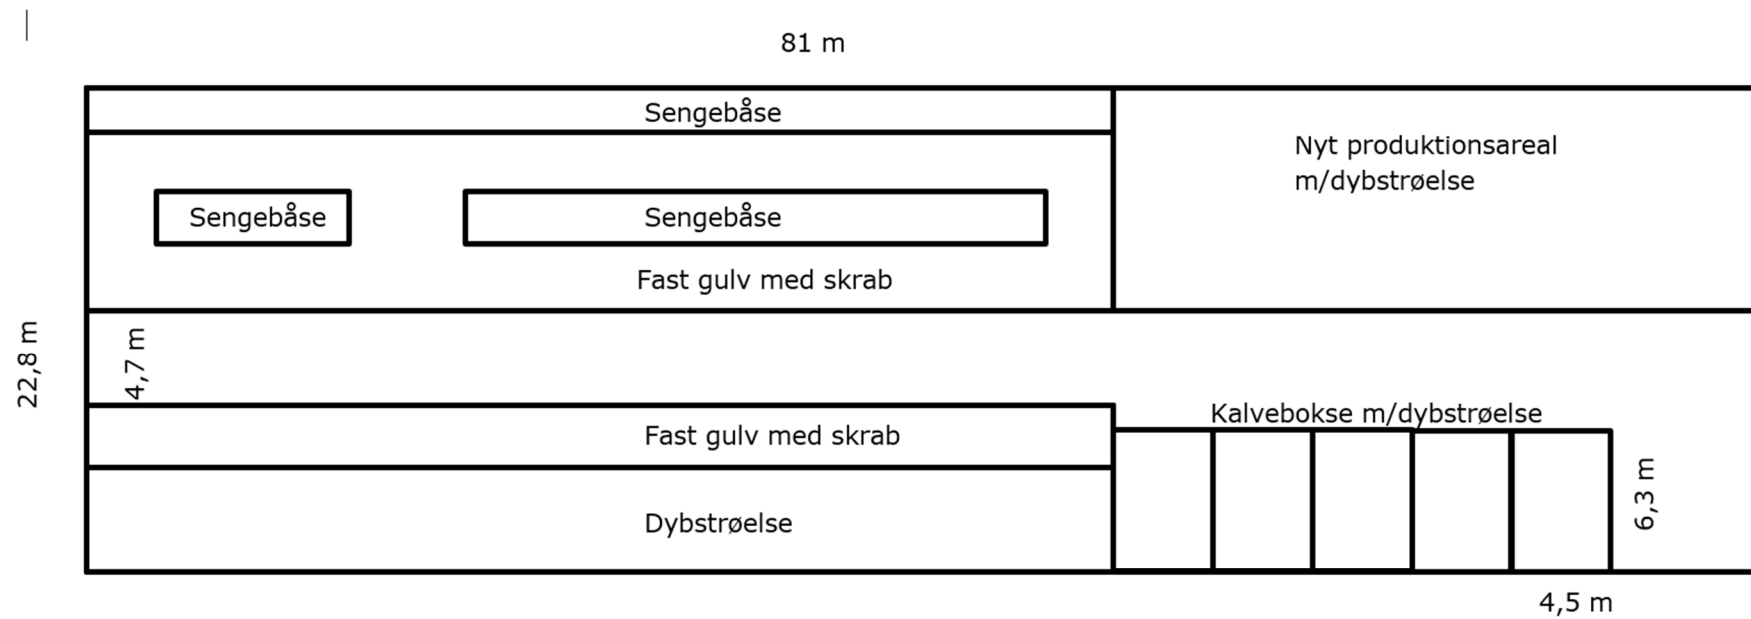 81 m
Sengebåse
Nyt produktionsareal
m/dybstrøelse
Sengebåse
Sengebåse
Fast gulv med skrab
22,8 m
4,7 m
Kalvebokse m/dybstrøelse
Fast gulv med skrab
6,3 m
Dybstrøelse
4,5 m